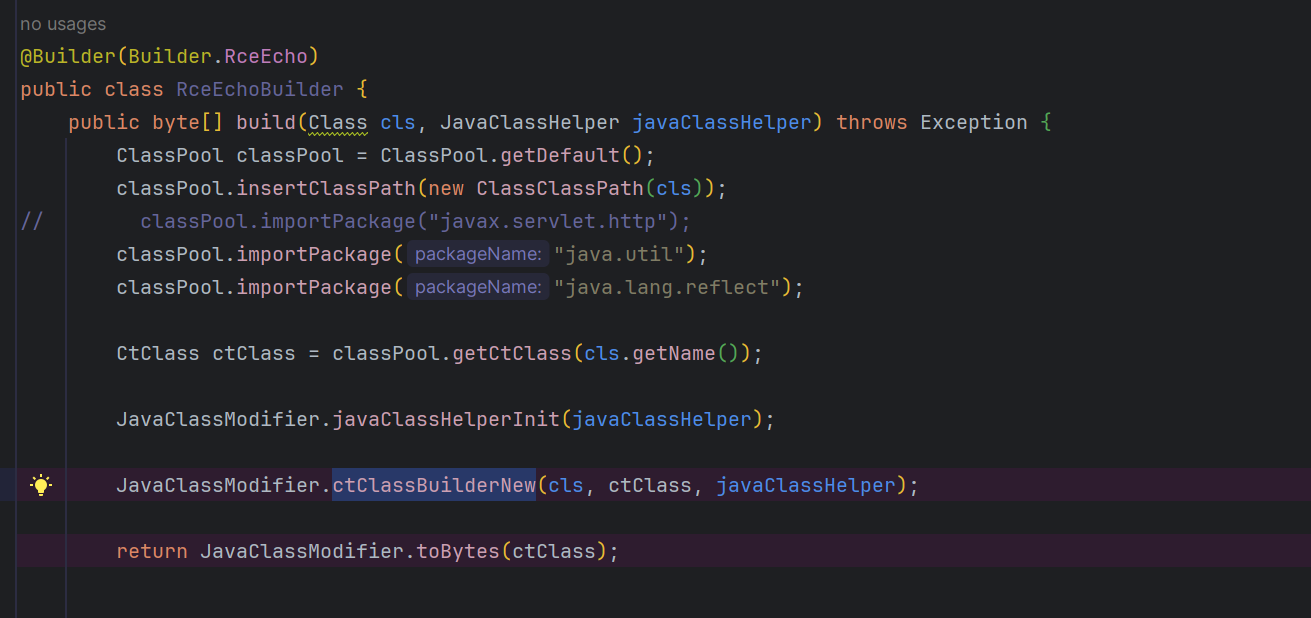 no usages
@Builder(Builder.RceEcho)
public class RceEchoBuilder {
public byte[] build(Class cls, JavaClassHelper javaClassHelper) throws Exception {
ClassPool classPool = ClassPool.getDefault();
classPool.insertClassPath(new ClassClassPath(cls));
// classPool.importPackage("javax.servlet.http");
classPool.importPackage( packageName: "java.util");
classPool.importPackage( packageName: "java.lang.reflect");
CtClass ctClass = classPool.getCtClass(cls.getName());
JavaClassModifier.javaClassHelperInit(javaClassHelper);
JavaClassModifier.ctClassBuilderNew(cls, ctClass, javaClassHelper);
return JavaClassModifier.toBytes(ctClass);